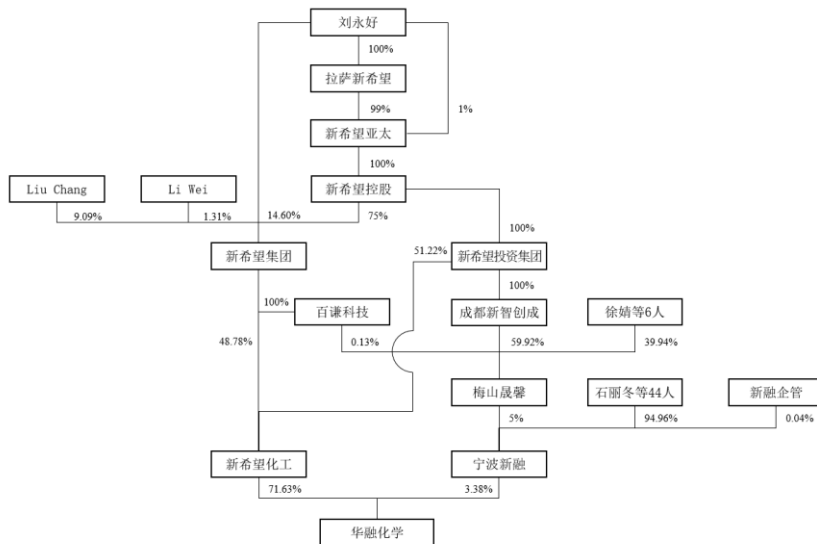 刘永好
100%
拉萨新希望
99%
1%
新希望亚太
100%
Liu Chang
Li Wei
新希望控股
9.09%
1.31%
14.60%
75%
100%
51.22%
新希望集团
新希望投资集团
100%
100%
百谦科技
成都新智创成
徐婧等6人
48.78%
0.13%
59.92%
39.94%
梅山晟馨
石丽冬等44人
新融企管
5%
94.96%
0.04%
新希望化工
宁波新融
71.63%
3.38%
华融化学